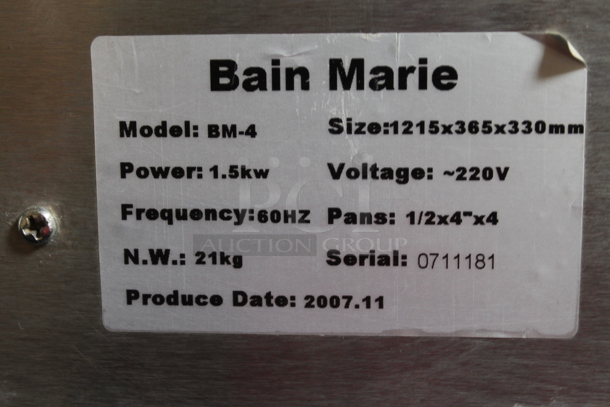 Bain Marie
Model: BM-4 Size:1215x365x330mm
Power: 1.5kw Voltage: ~220V
Frequency:60HZ Pans: 1/2x4"x4
N.W.: 21kg Serial: 0711181
Produce Date: 2007.11
PCI
AUCTION GROUP